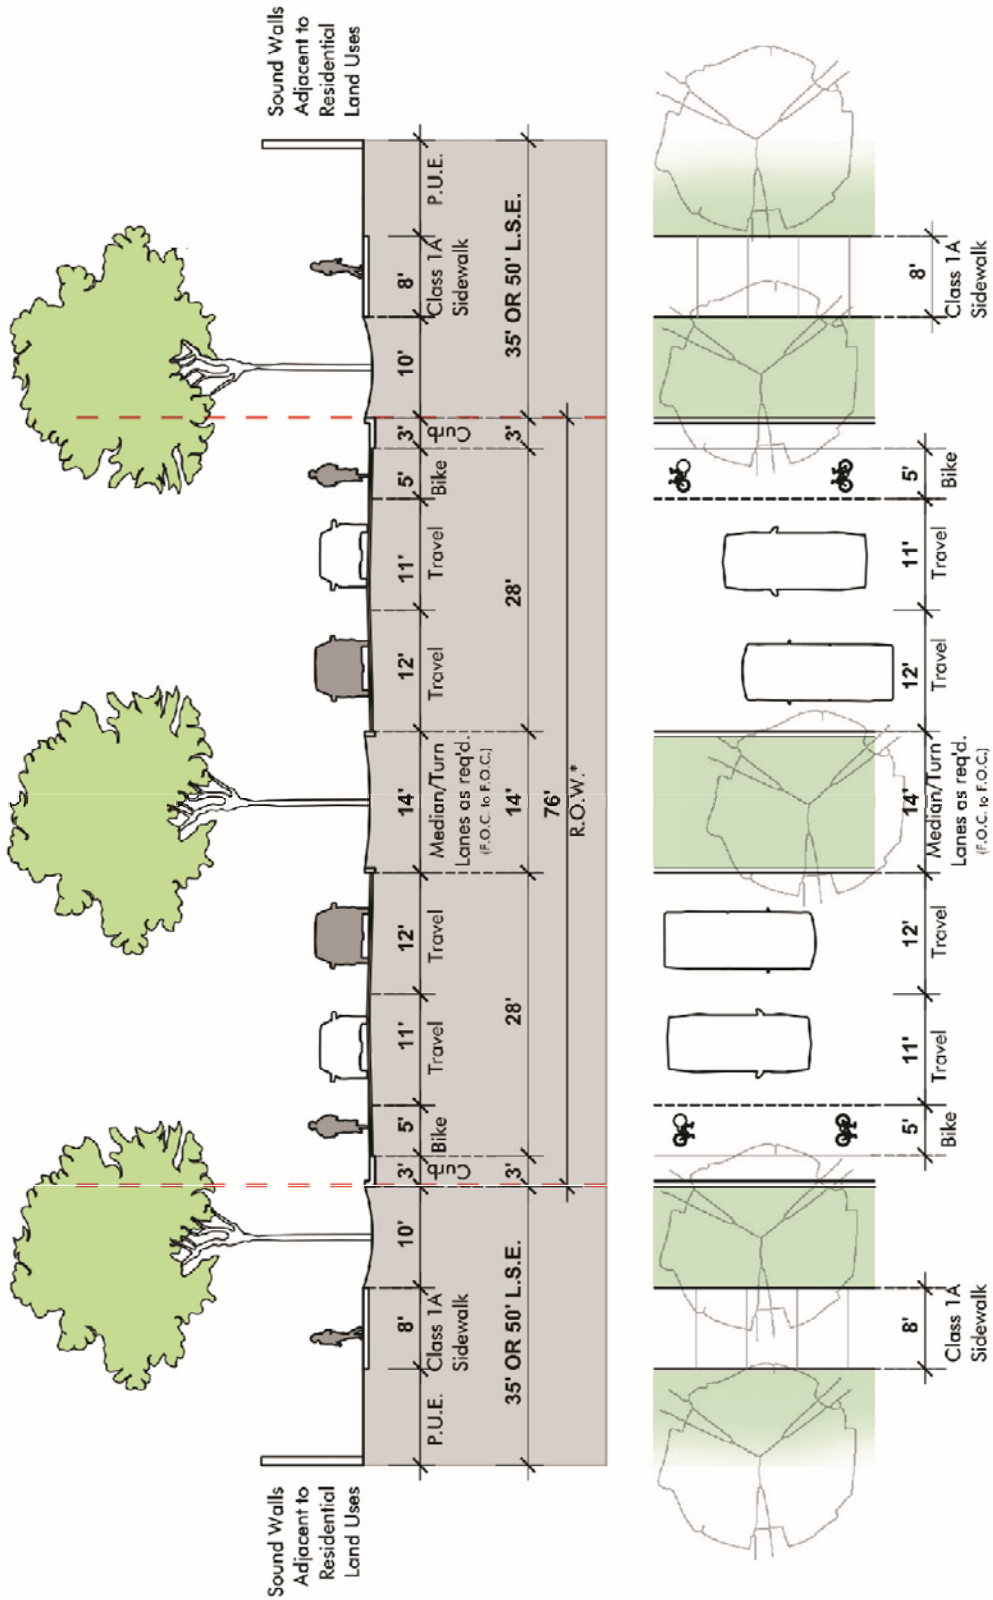 Sound Walls
Adjacent to
Residential
Land Uses
Sound Walls
Adjacent to
Residential
Land Uses
8' 10' 3' 5' 11' 12' 14' 12' 11' 5' 3' 10' 8'
P.U.E. Class 1A Curb Bike Travel Travel Median/Turn Travel Travel Bike Curb Class 1A P.U.E.
Sidewalk Lanes as req'd. Sidewalk
(F.O.C. to F.O.C.)
35' OR 50' L.S.E. 3' 28' 14' 28' 3' 35' OR 50' L.S.E.
76'
R.O.W.*
8' 5' 11' 12' 14' 12' 11' 5' 8'
Class 1A Bike Travel Travel Median/Turn Travel Travel Bike Class 1A
Sidewalk Lanes as req'd. Sidewalk
(F.O.C. to F.O.C.)